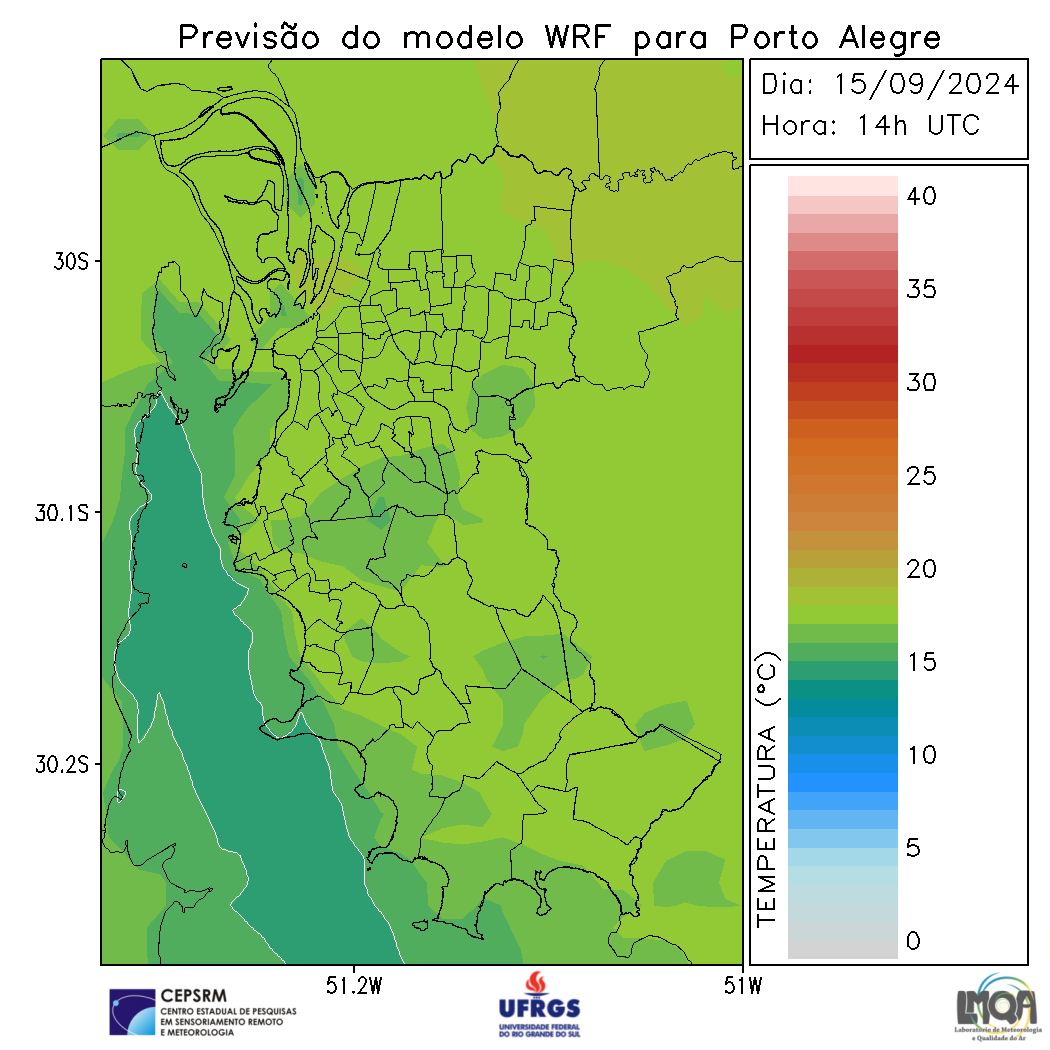 Previsão do modelo WRF para Porto Alegre
Dia: 15/09/2024
Hora: 14h UTC
40
35
30
25
20
15
10
5
0
TEMPERATURA (°C)
30S
30.1S
30.2S
51.2W
51W
CEPSRM
CENTRO ESTADUAL DE PESQUISAS
EM SENSORIAMENTO REMOTO
E METEOROLOGIA
UFRGS
UNIVERSIDADE FEDERAL
DO RIO GRANDE DO SUL
LMQA
Laboratório de Meteorologia
e Qualidade do Ar